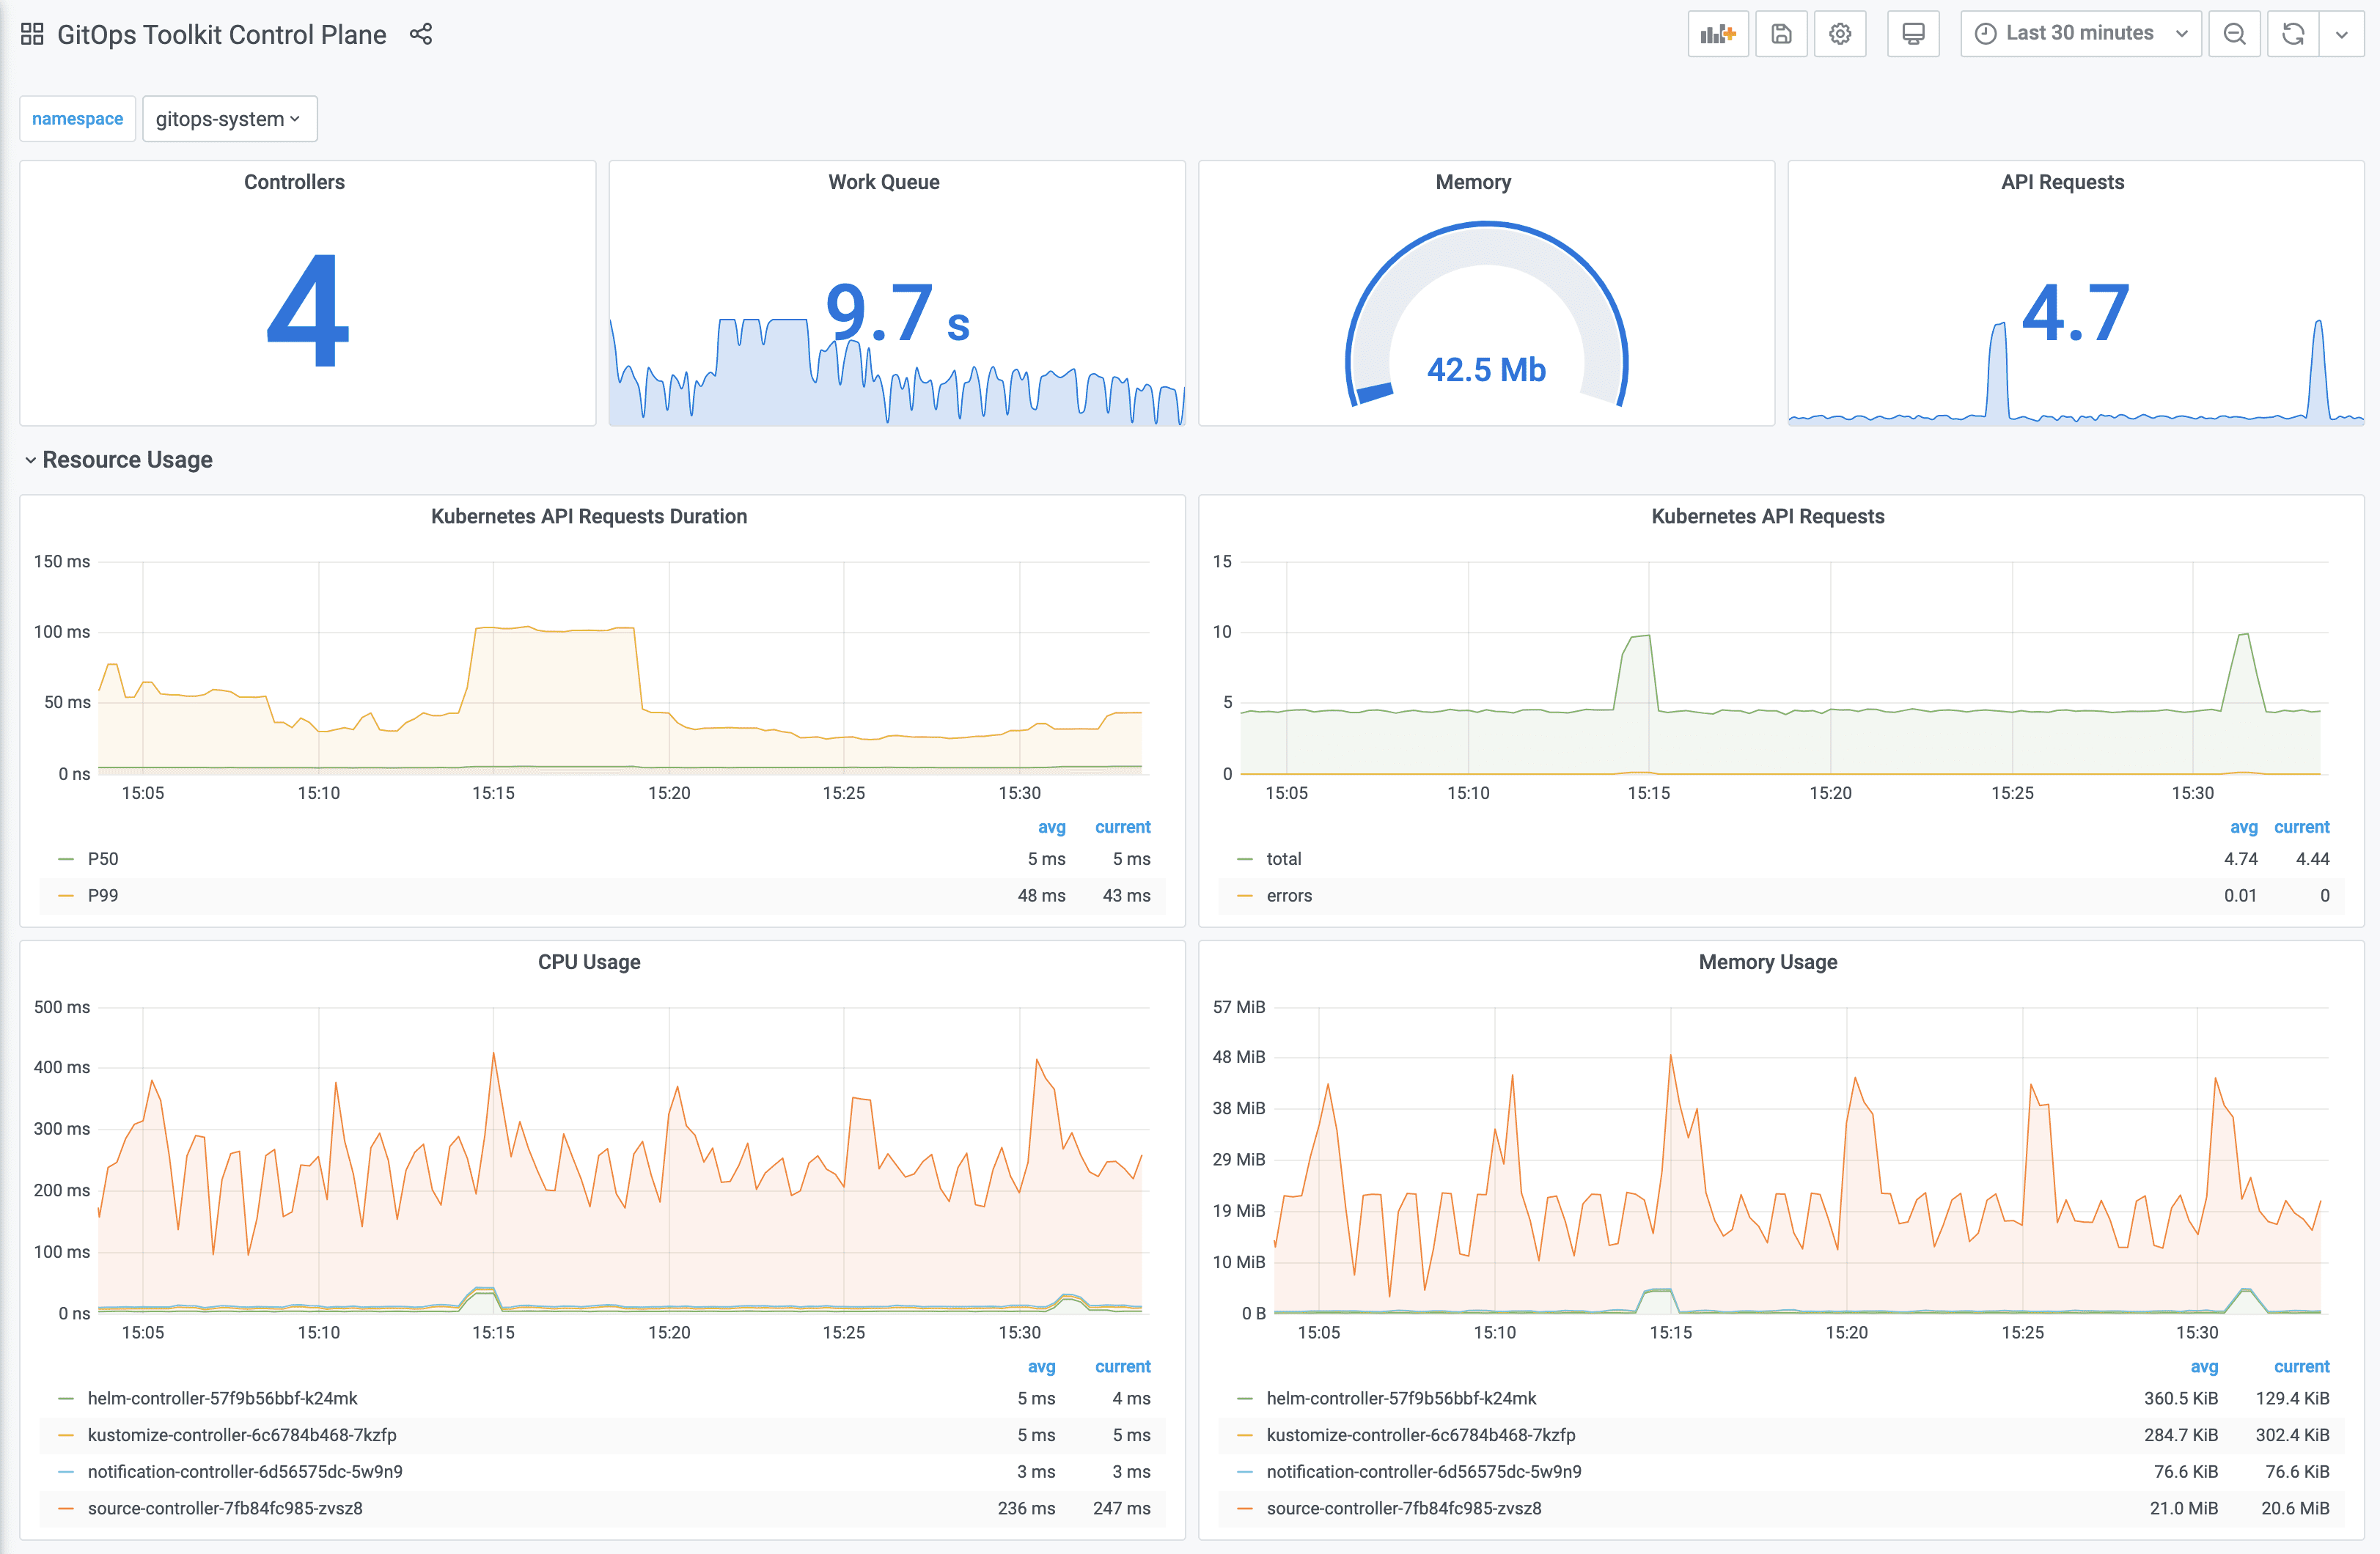 GitOps Toolkit Control Plane
Last 30 minutes
namespace gitops-system
Controllers
4
Work Queue
9.7 s
Memory
42.5 Mb
API Requests
4.7
Resource Usage
Kubernetes API Requests Duration
150 ms
100 ms
50 ms
0 ns
15:05 15:10 15:15 15:20 15:25 15:30
avg current
P50 5 ms 5 ms
P99 48 ms 43 ms
Kubernetes API Requests
15
10
5
0
15:05 15:10 15:15 15:20 15:25 15:30
avg current
total 4.74 4.44
errors 0.01 0
CPU Usage
500 ms
400 ms
300 ms
200 ms
100 ms
0 ns
15:05 15:10 15:15 15:20 15:25 15:30
avg current
helm-controller-57f9b56bbf-k24mk 5 ms 4 ms
kustomize-controller-6c6784b468-7kzfp 5 ms 5 ms
notification-controller-6d56575dc-5w9n9 3 ms 3 ms
source-controller-7fb84fc985-zvsz8 236 ms 247 ms
Memory Usage
57 MiB
48 MiB
38 MiB
29 MiB
19 MiB
10 MiB
0 B
15:05 15:10 15:15 15:20 15:25 15:30
avg current
helm-controller-57f9b56bbf-k24mk 360.5 KiB 129.4 KiB
kustomize-controller-6c6784b468-7kzfp 284.7 KiB 302.4 KiB
notification-controller-6d56575dc-5w9n9 76.6 KiB 76.6 KiB
source-controller-7fb84fc985-zvsz8 21.0 MiB 20.6 MiB